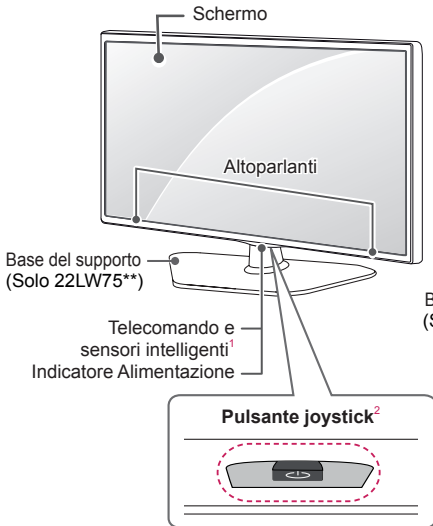 Schermo
Altoparlanti
Base del supporto
(Solo 22LW75**)
B
(S
Telecomando e
sensori intelligenti1
Indicatore Alimentazione
Pulsante joystick2